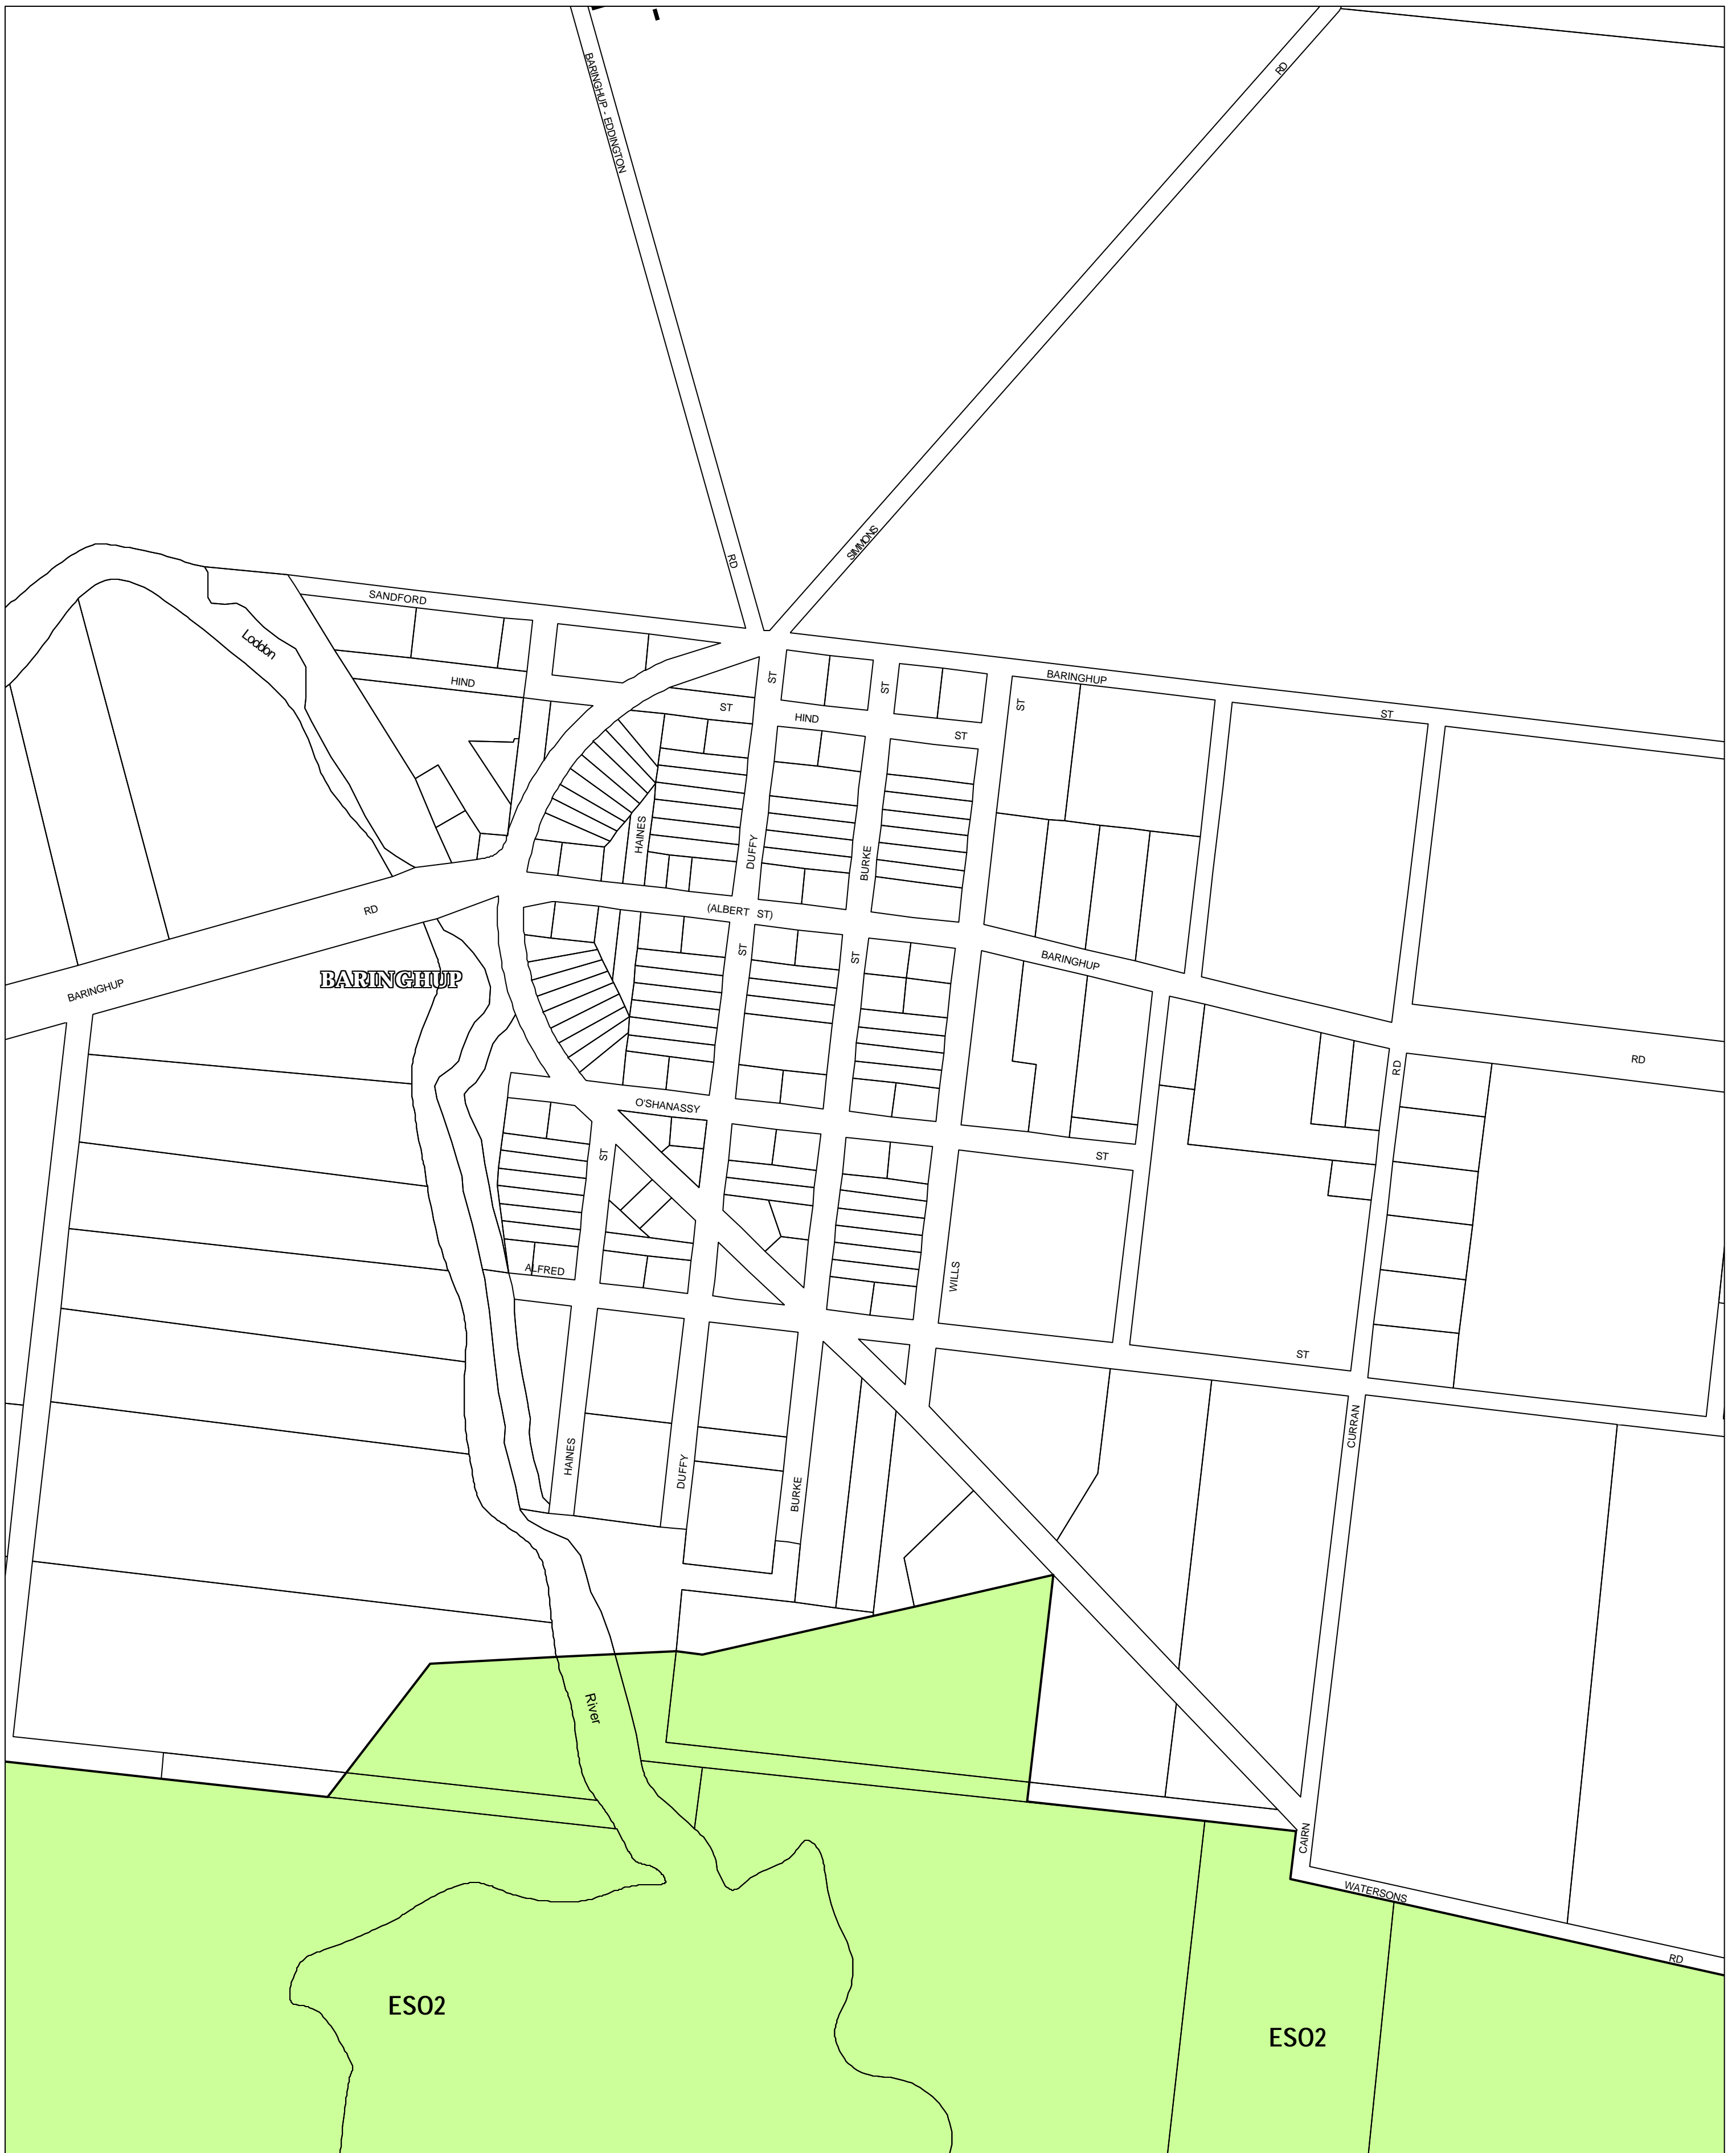 BARINGHUP - EDDINGTON
RD
RD
SIMMONS
SANDFORD
Loddon
HIND
ST
ST
ST
BARINGHUP
ST
ST
HIND
ST
HAINES
DUFFY
BURKE
RD
(ALBERT ST)
ST
ST
BARINGHUP
BARINGHUP
BARINGHUP
RD
RD
O'SHANASSY
ST
ST
ALFRED
WILLS
ST
CURRAN
HAINES
DUFFY
BURKE
River
CAIRN
WATERSONS
RD
ESO2
ESO2